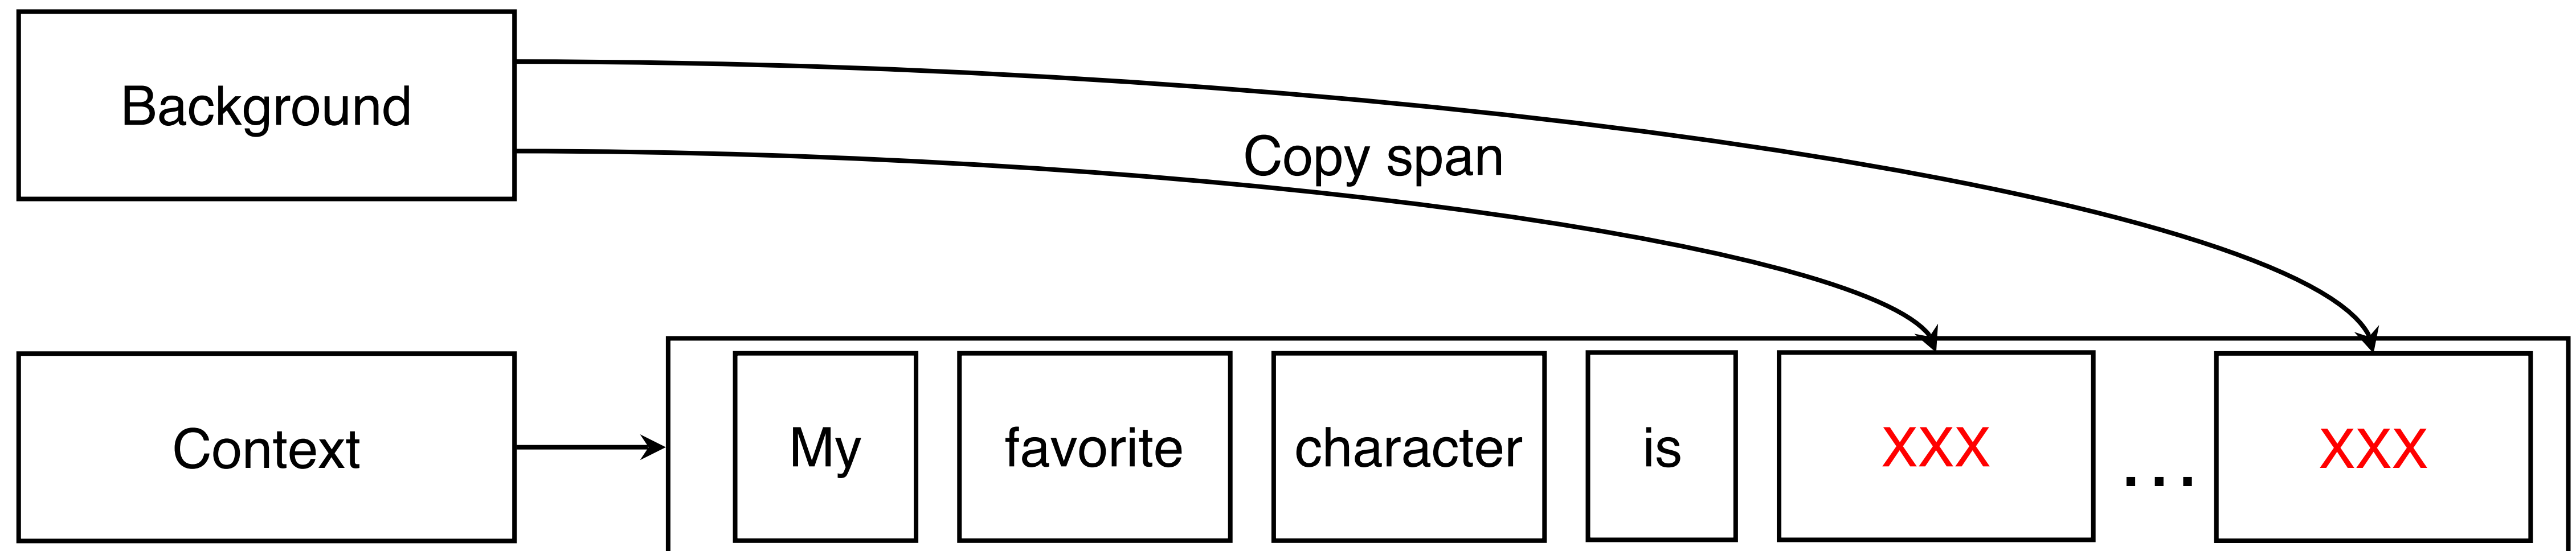 Background
Copy span
Context
My favorite character is XXX ... XXX